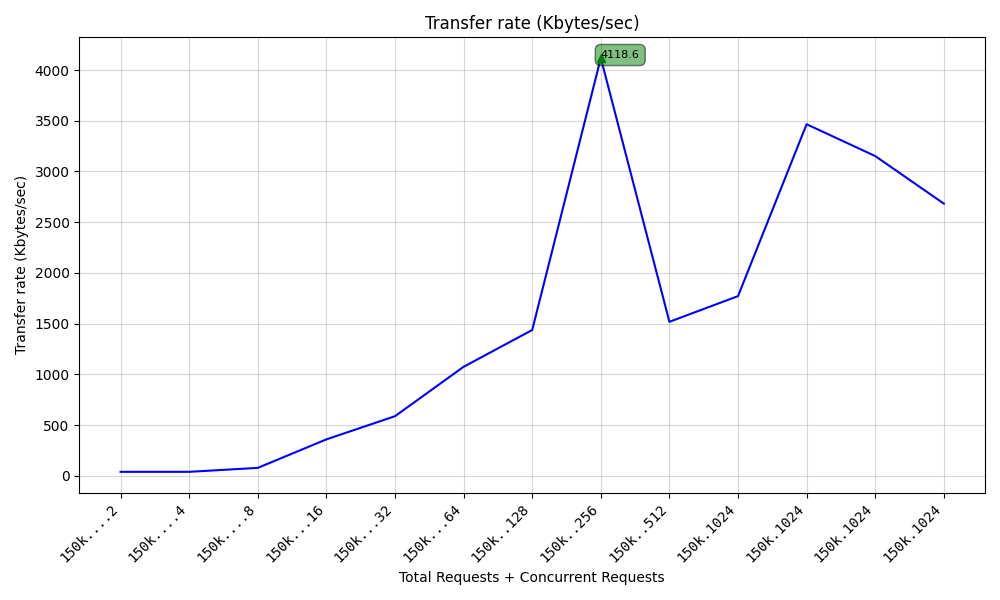 Transfer rate (Kbytes/sec)
4118.6
Transfer rate (Kbytes/sec)
4000
3500
3000
2500
2000
1500
1000
500
0
150k....2
150k....4
150k....8
150k...16
150k...32
150k...64
150k..128
150k..256
150k..512
150k.1024
150k.1024
150k.1024
150k.1024
Total Requests + Concurrent Requests